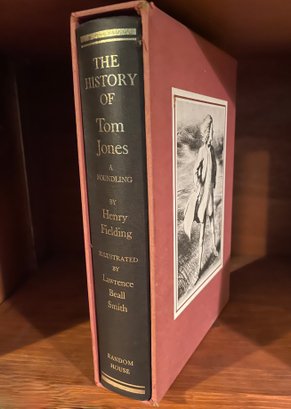 THE
HISTORY
OF
Tom
Jones
A
FOUNDLING
BY
Henry
Fielding
ILLUSTRATED
BY
Lawrence
Beall
Smith
RANDOM
HOUSE